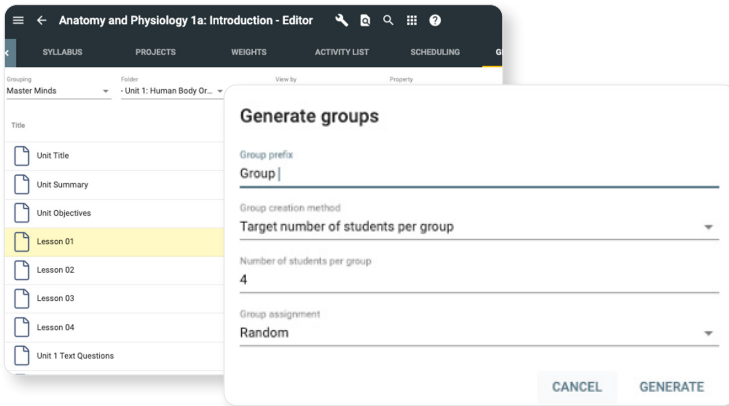 Anatomy and Physiology 1a: Introduction - Editor
SYLLABUS PROJECTS WEIGHTS ACTIVITY LIST SCHEDULING G
Grouping Folder View by Property
Master Minds - Unit 1: Human Body Or...
Title
Unit Title
Unit Summary
Unit Objectives
Lesson 01
Lesson 02
Lesson 03
Lesson 04
Unit 1 Text Questions
Generate groups
Group prefix
Group
Group creation method
Target number of students per group
Number of students per group
4
Group assignment
Random
CANCEL GENERATE